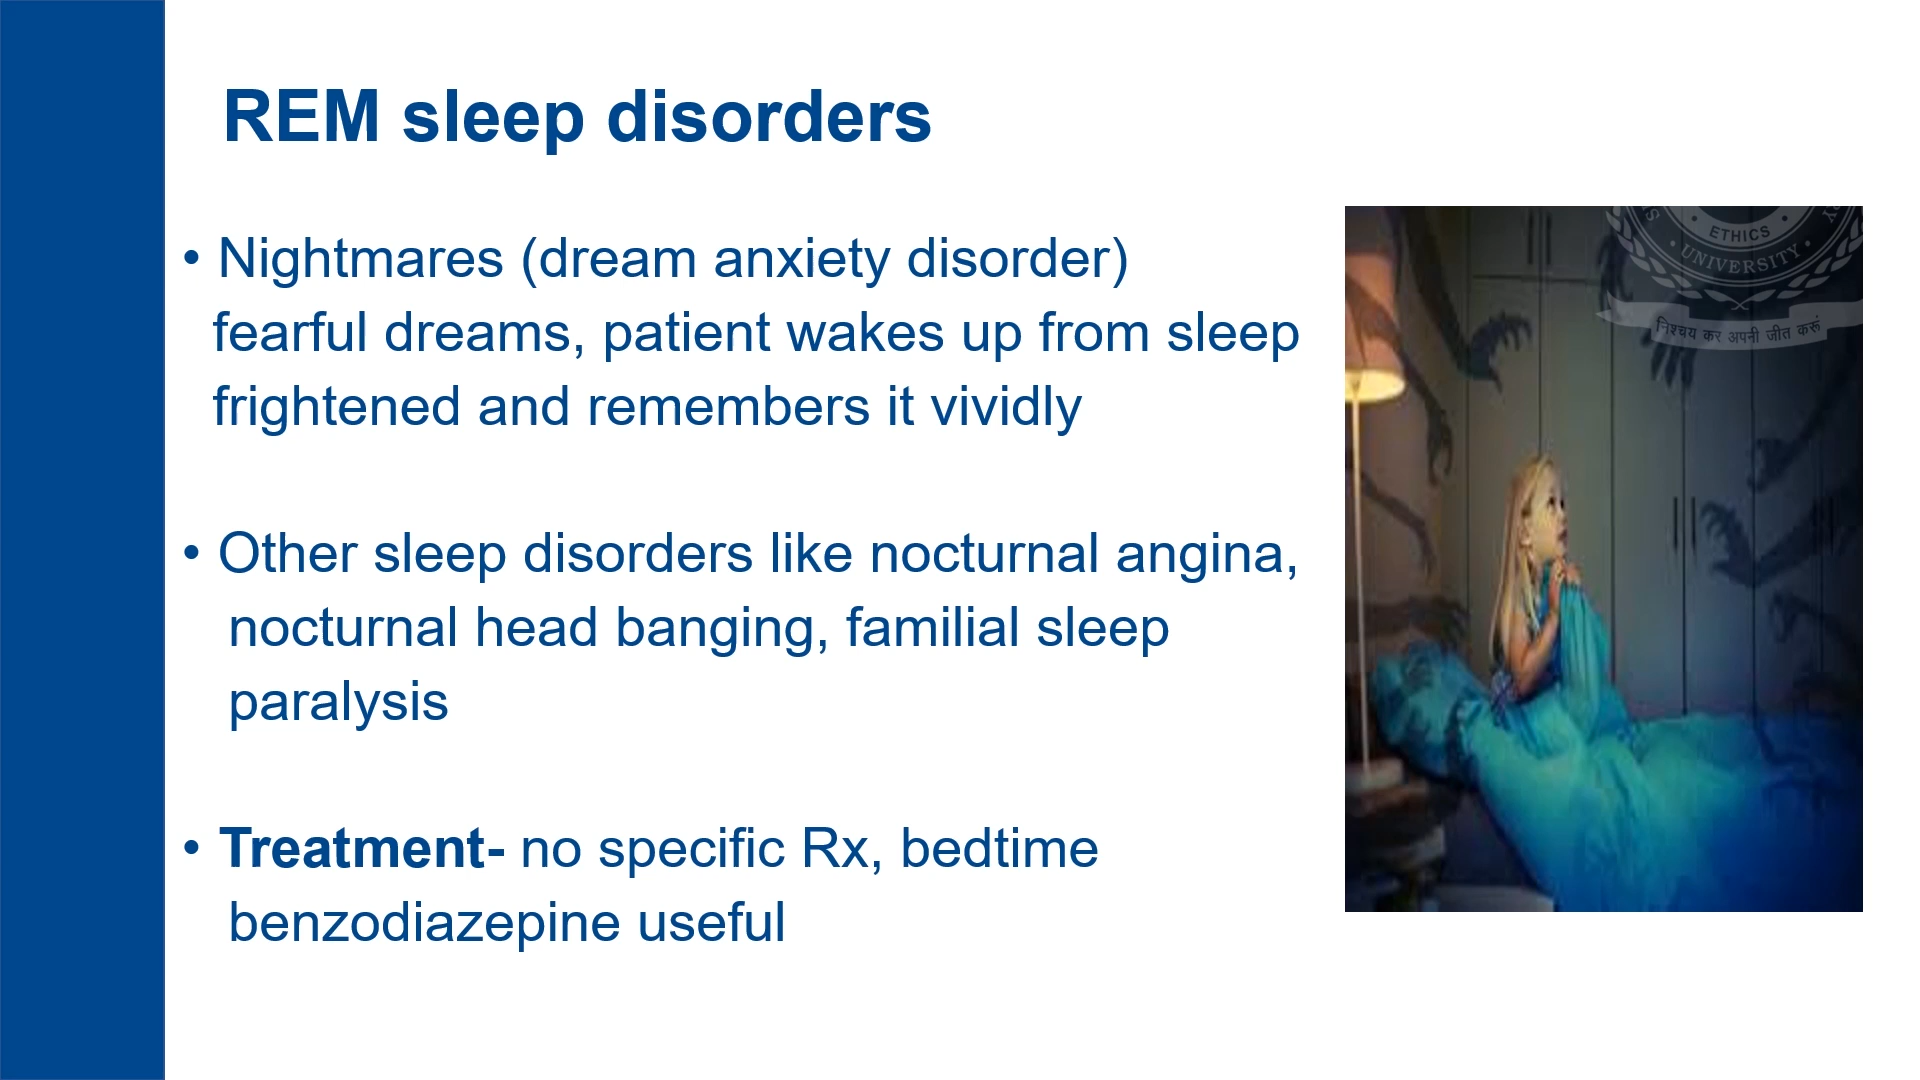 REM sleep disorders
• Nightmares (dream anxiety disorder)
fearful dreams, patient wakes up from sleep
frightened and remembers it vividly
• Other sleep disorders like nocturnal angina,
nocturnal head banging, familial sleep
paralysis
• Treatment- no specific Rx, bedtime
benzodiazepine useful
ETHICS
• UNIVERSITY •
निश्चय कर अपनी जीत करूं